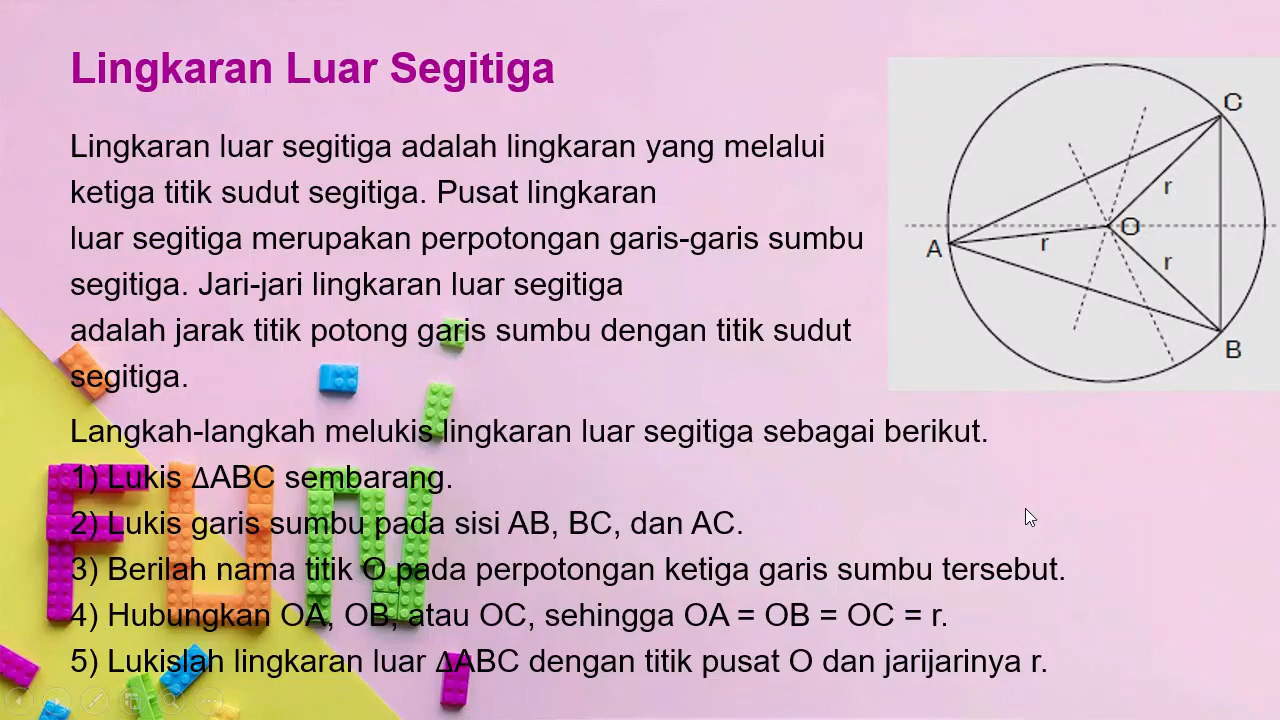 Lingkaran Luar Segitiga
Lingkaran luar segitiga adalah lingkaran yang melalui
ketiga titik sudut segitiga. Pusat lingkaran
luar segitiga merupakan perpotongan garis-garis sumbu
segitiga. Jari-jari lingkaran luar segitiga
adalah jarak titik potong garis sumbu dengan titik sudut
segitiga.
C
r
O
A
r
r
B
Langkah-langkah melukis lingkaran luar segitiga sebagai berikut.
1) Lukis ∆ABC sembarang.
2) Lukis garis sumbu pada sisi AB, BC, dan AC.
3) Berilah nama titik O pada perpotongan ketiga garis sumbu tersebut.
4) Hubungkan OA, OB, atau OC, sehingga OA = OB = OC = r.
5) Lukislah lingkaran luar ∆ABC dengan titik pusat O dan jarijarinya r.
FUN